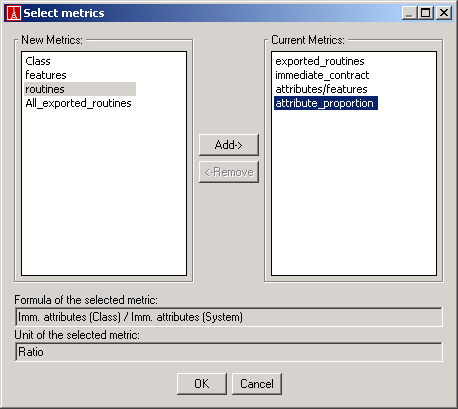 Select metrics
New Metrics:
Class
features
routines
All_exported_routines
Add->
<-Remove
Current Metrics:
exported_routines
immediate_contract
attributes/features
attribute_proportion
Formula of the selected metric:
Imm. attributes (Class) / Imm. attributes (System)
Unit of the selected metric:
Ratio
OK
Cancel